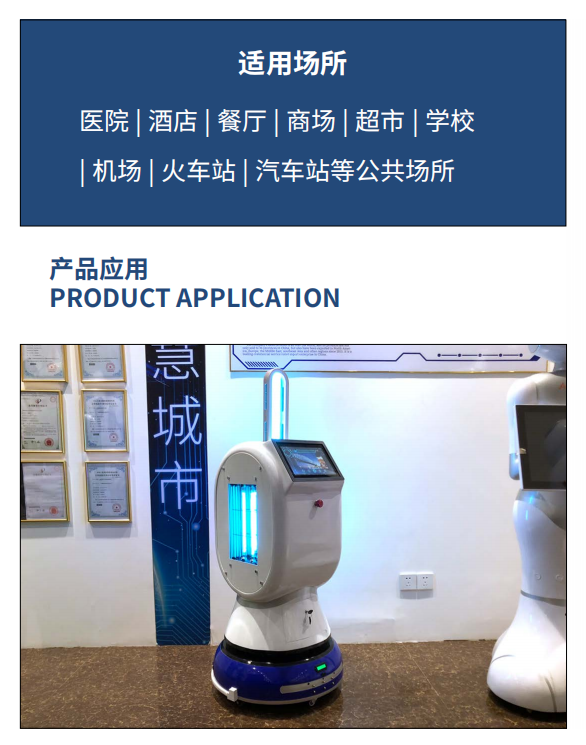 适用场所
医院 | 酒店 | 餐厅 | 商场 | 超市 | 学校
| 机场 | 火车站 | 汽车站等公共场所
产品应用
PRODUCT APPLICATION
慧
城
市